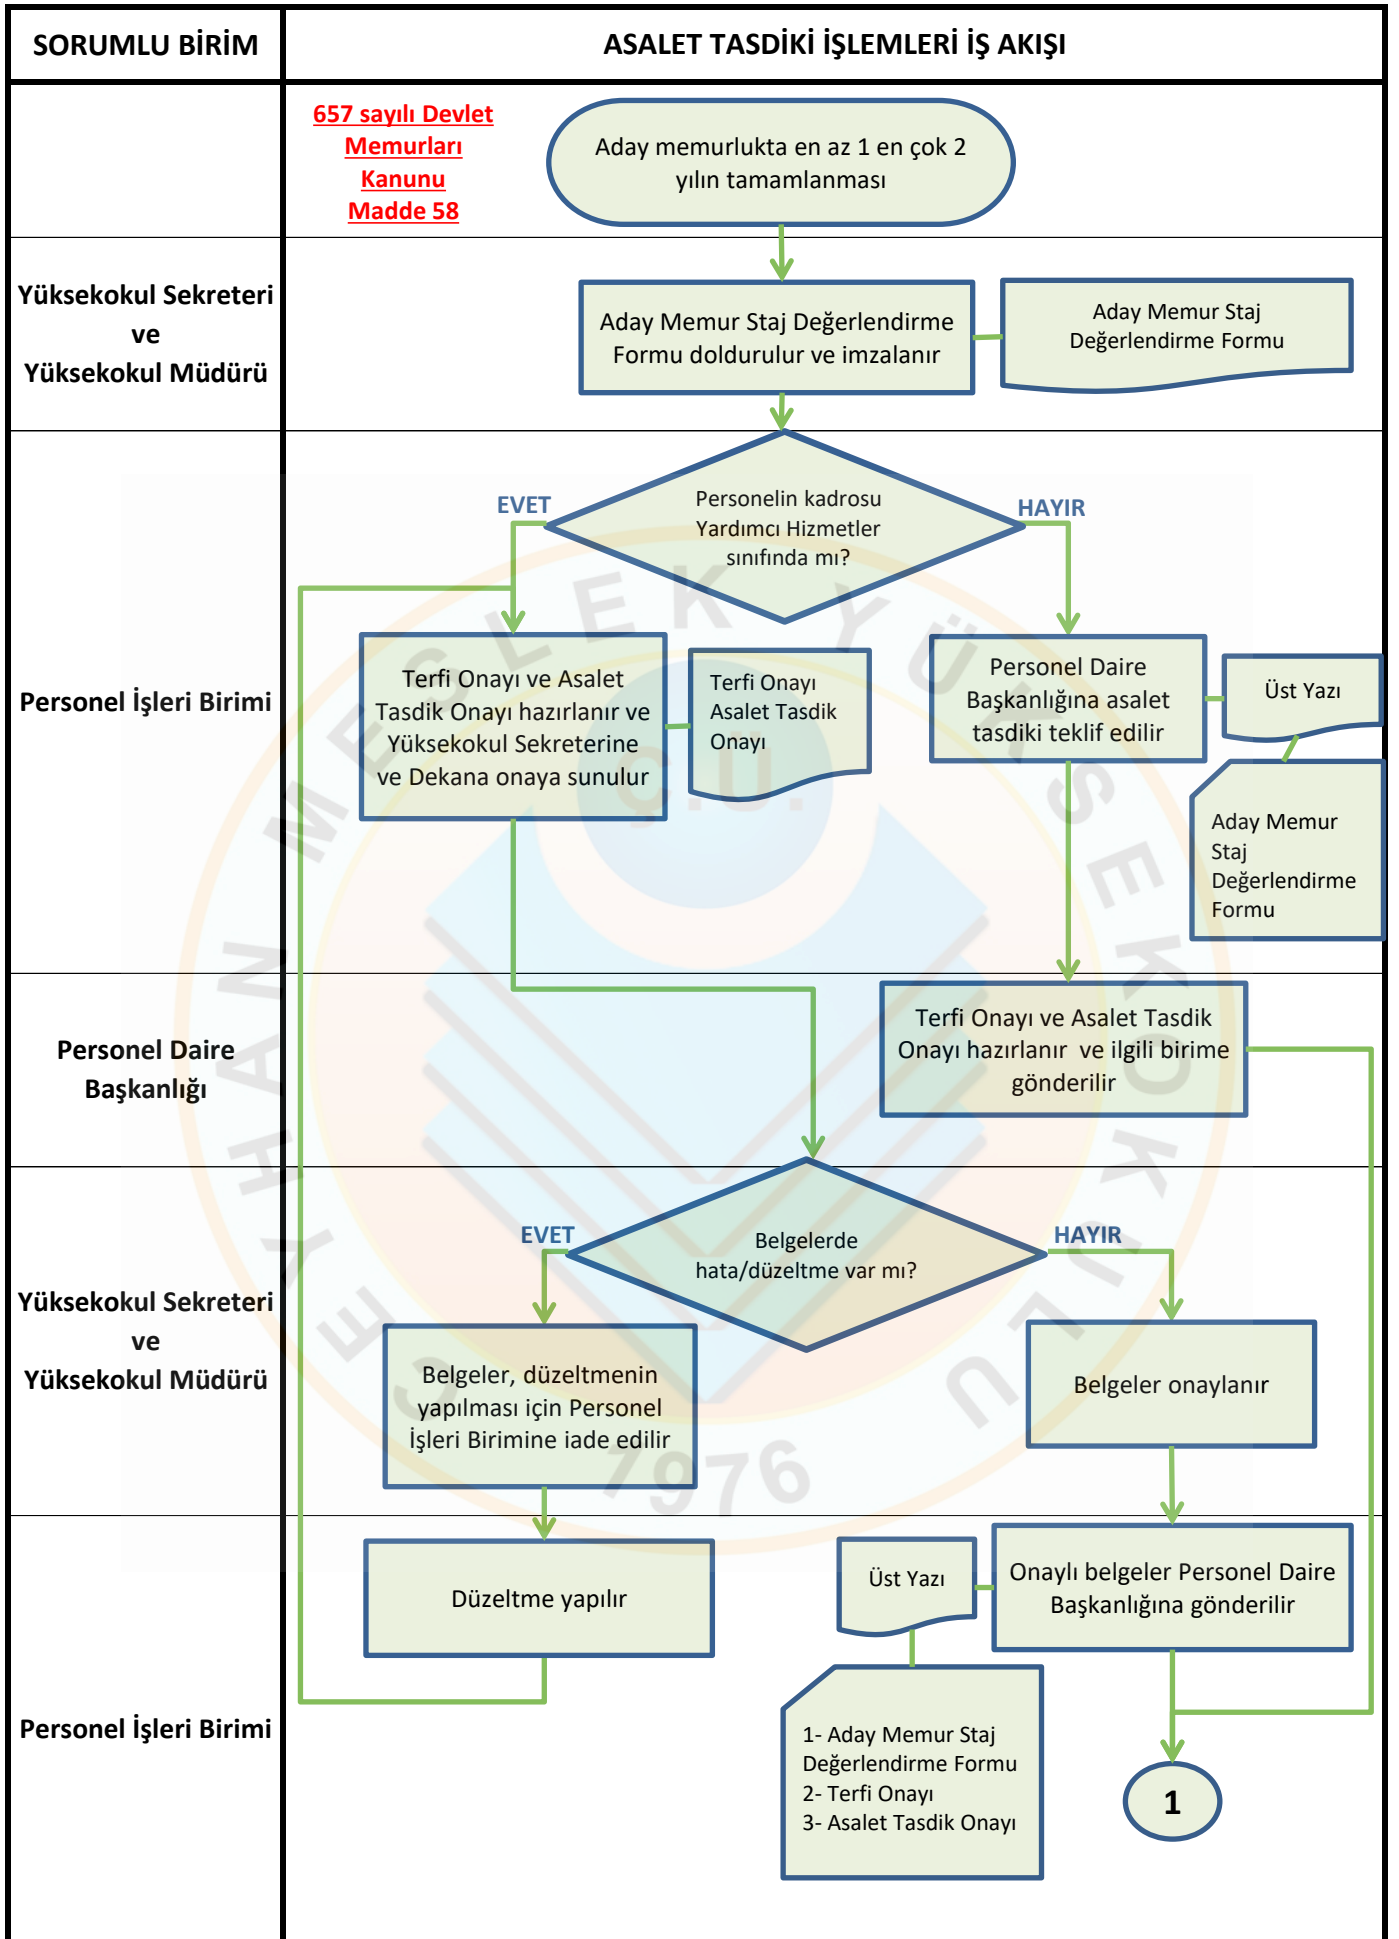 SORUMLU BİRİM
ASALET TASDİKİ İŞLEMLERİ İŞ AKIŞI
657 sayılı Devlet
Memurları
Kanunu
Madde 58
Aday memurlukta en az 1 en çok 2
yılın tamamlanması
Yüksekokul Sekreteri
ve
Yüksekokul Müdürü
Aday Memur Staj Değerlendirme
Formu doldurulur ve imzalanır
Aday Memur Staj
Değerlendirme Formu
Personel İşleri Birimi
EVET
Personelin kadrosu
Yardımcı Hizmetler
sınıfında mı?
HAYIR
Terfi Onayı ve Asalet
Tasdik Onayı hazırlanır ve
Yüksekokul Sekreterine
ve Dekana onaya sunulur
Terfi Onayı
Asalet Tasdik
Onayı
Personel Daire
Başkanlığına asalet
tasdiki teklif edilir
Üst Yazı
Aday Memur
Staj
Değerlendirme
Formu
Personel Daire
Başkanlığı
Terfi Onayı ve Asalet Tasdik
Onayı hazırlanır  ve ilgili birime
gönderilir
Yüksekokul Sekreteri
ve
Yüksekokul Müdürü
EVET
Belgelerde
hata/düzeltme var mı?
HAYIR
Belgeler, düzeltmenin
yapılması için Personel
İşleri Birimine iade edilir
Belgeler onaylanır
Personel İşleri Birimi
Düzeltme yapılır
Üst Yazı
Onaylı belgeler Personel Daire
Başkanlığına gönderilir
1- Aday Memur Staj
Değerlendirme Formu
2- Terfi Onayı
3- Asalet Tasdik Onayı
1
CEYHAN MESLEK YÜKSEKOKULU
Ç.Ü.
1976